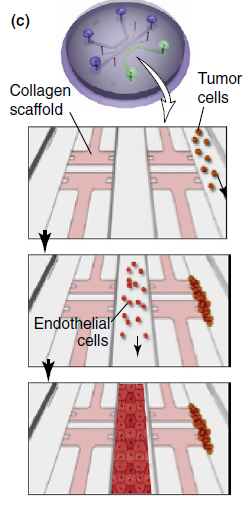 (c)
Collagen
scaffold
Tumor
cells
Endothelial
cells